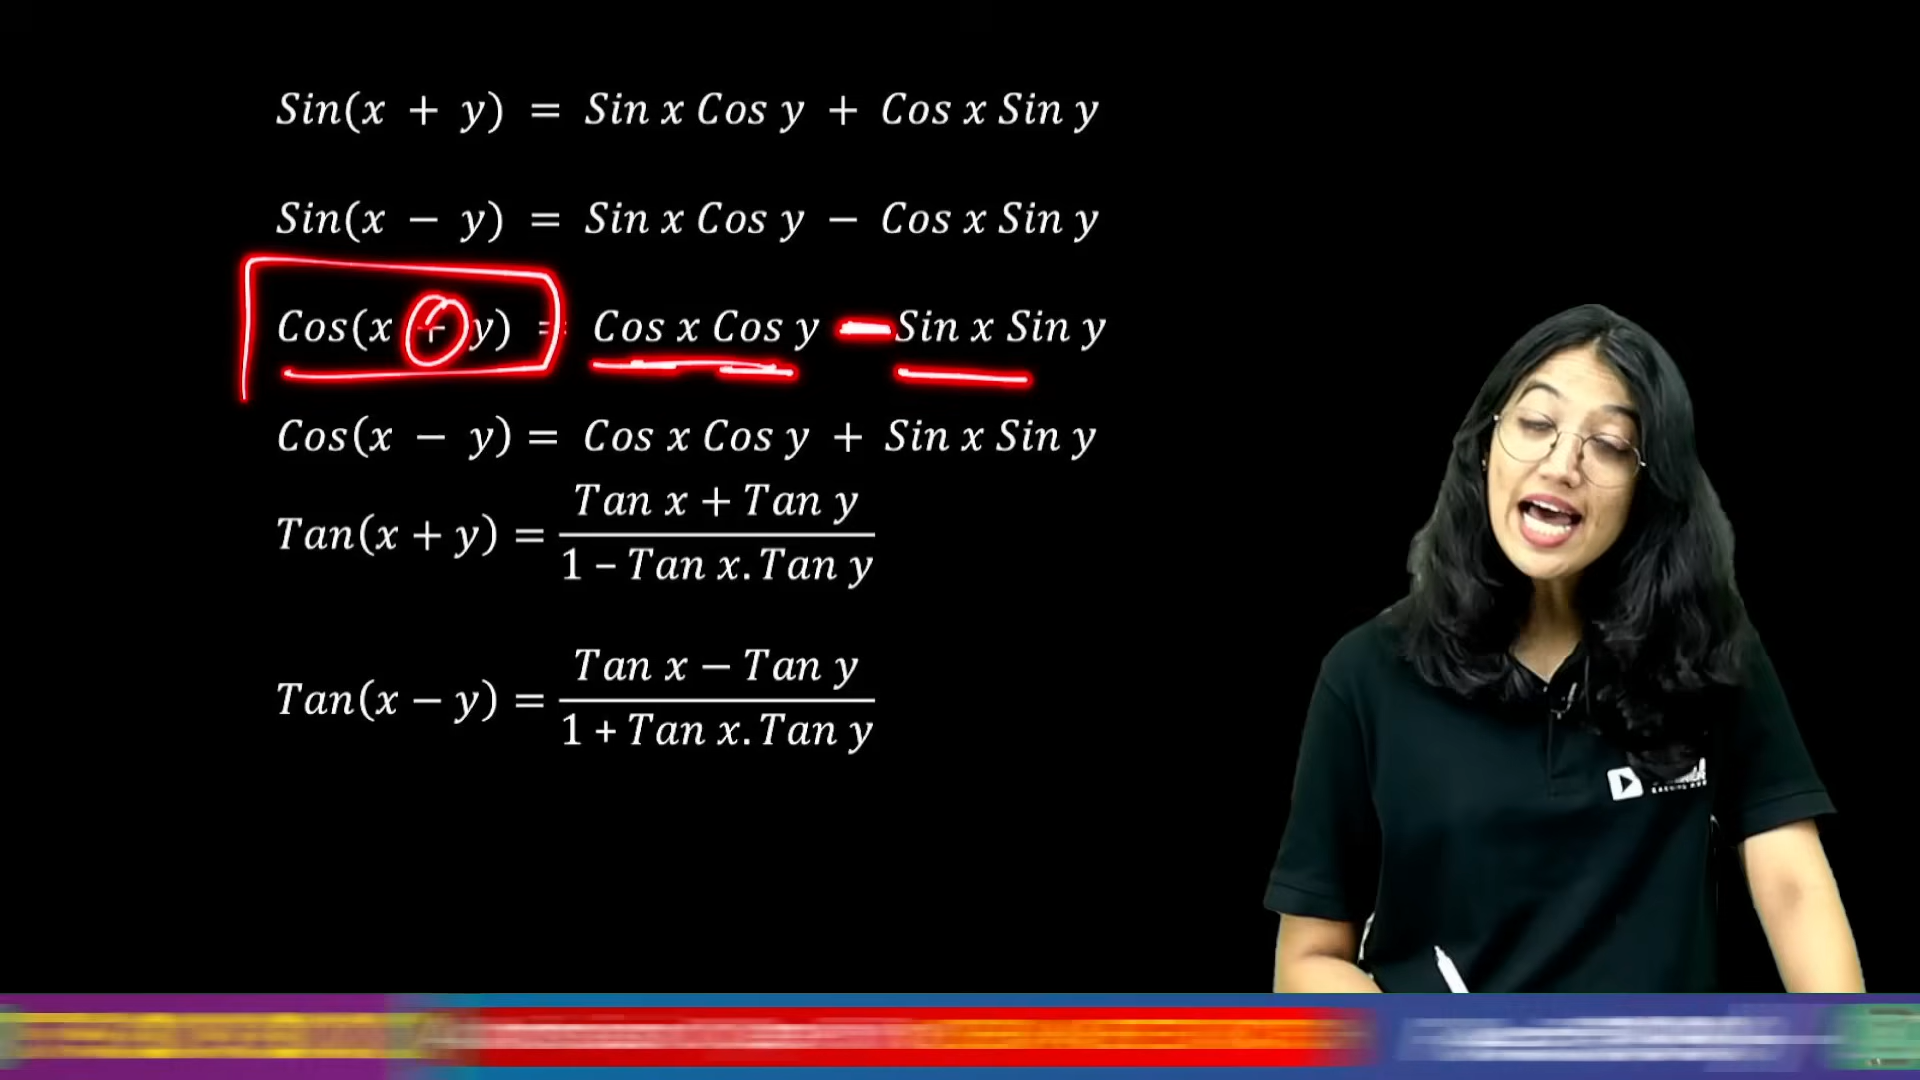 Sin(x + y) = Sin x Cos y + Cos x Sin y
Sin(x − y) = Sin x Cos y − Cos x Sin y
Cos(x + y) = Cos x Cos y − Sin x Sin y
Cos(x − y) = Cos x Cos y + Sin x Sin y
Tan(x + y) = Tan x + Tan y / 1 – Tan x. Tan y
Tan(x − y) = Tan x − Tan y / 1 + Tan x. Tan y